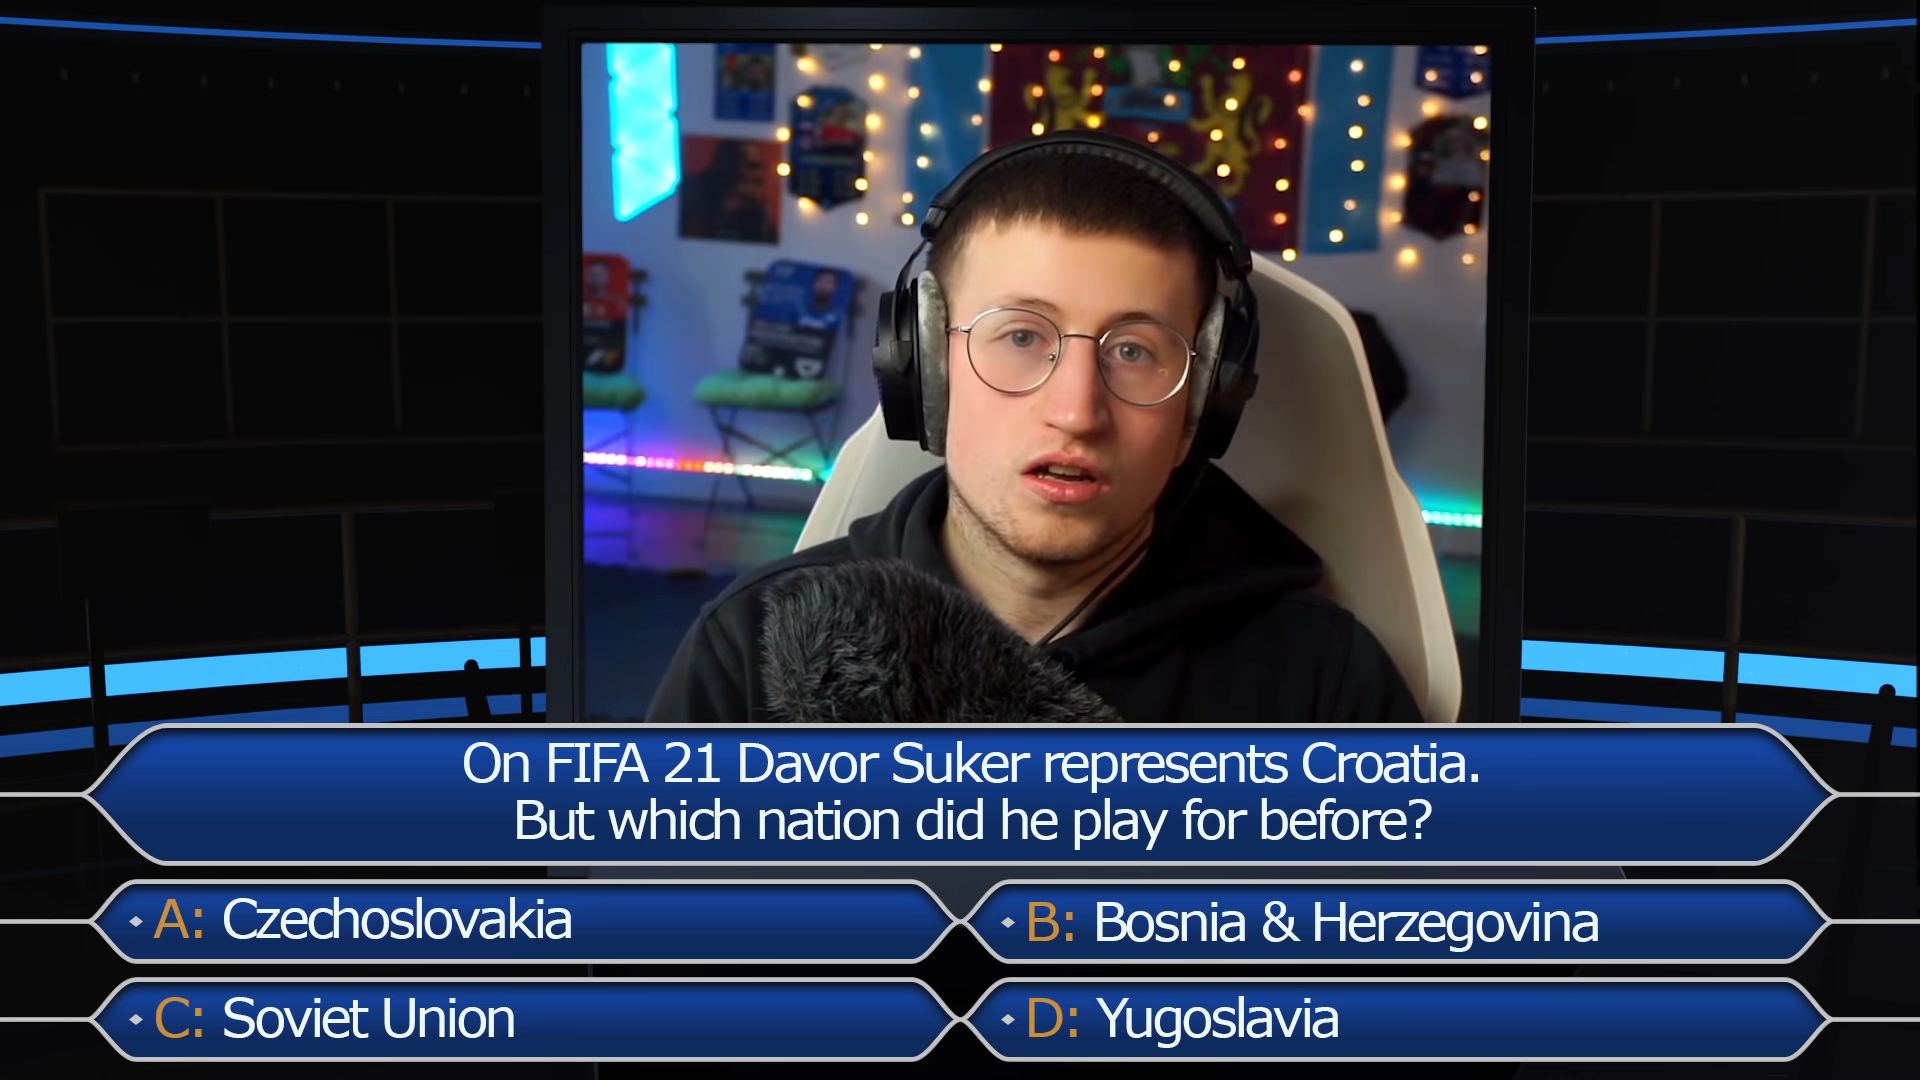 On FIFA 21 Davor Suker represents Croatia.
But which nation did he play for before?
A: Czechoslovakia
B: Bosnia & Herzegovina
C: Soviet Union
D: Yugoslavia